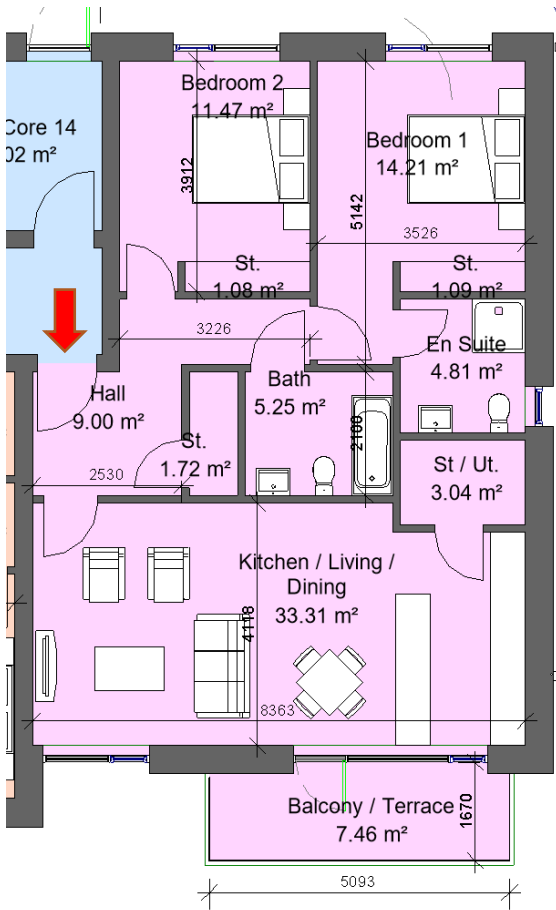 Bedroom 2
11.47 m²
Core 14
02 m²
Bedroom 1
14.21 m²
3912
5142
3526
St.
1.08 m²
St.
1.09 m²
3226
En Suite
4.81 m²
Hall
9.00 m²
Bath
5.25 m²
2100
St.
1.72 m²
St / Ut.
3.04 m²
2530
Kitchen / Living /
Dining
33.31 m²
4118
8363
Balcony / Terrace
7.46 m²
1670
5093